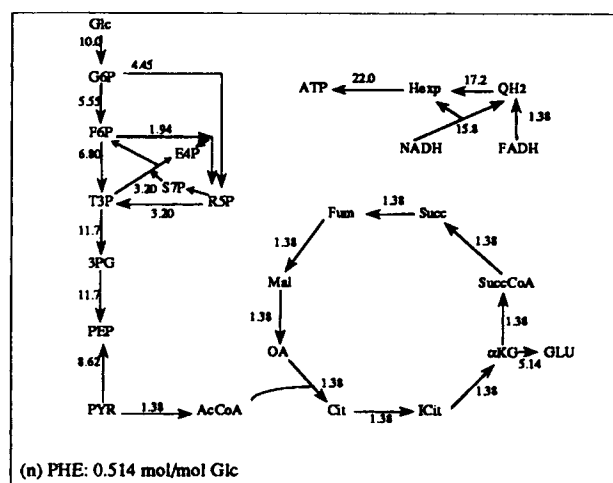 Glc
10.0
G6P
4.45
5.55
F6P
1.94
E4P
6.80
3.20
S7P
T3P
R5P
3.20
11.7
3PG
11.7
PEP
8.62
PYR
1.38
AcCoA
ATP
22.0
Hexp
17.2
QH2
15.8
1.38
NADH
FADH
Fum
1.38
Succ
1.38
1.38
Mal
SuccCoA
1.38
1.38
OA
αKG
GLU
5.14
1.38
1.38
Cit
1.38
ICit
(n) PHE: 0.514 mol/mol Glc